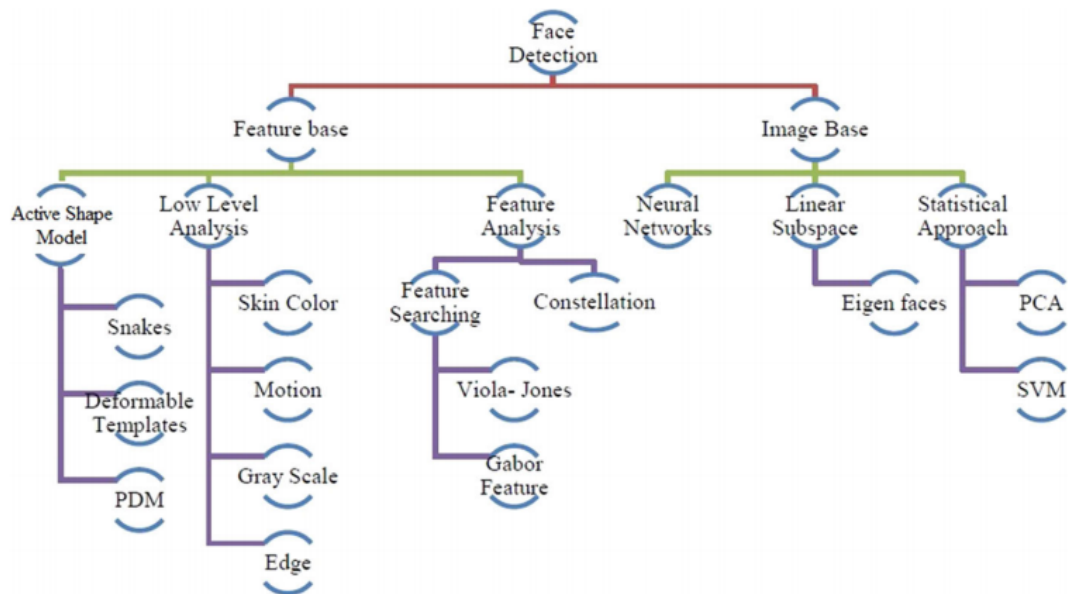 Face
Detection
Feature base
Image Base
Active Shape
Model
Low Level
Analysis
Feature
Analysis
Neural
Networks
Linear
Subspace
Statistical
Approach
Snakes
Deformable
Templates
PDM
Skin Color
Motion
Gray Scale
Edge
Feature
Searching
Constellation
Viola- Jones
Gabor
Feature
Eigen faces
PCA
SVM